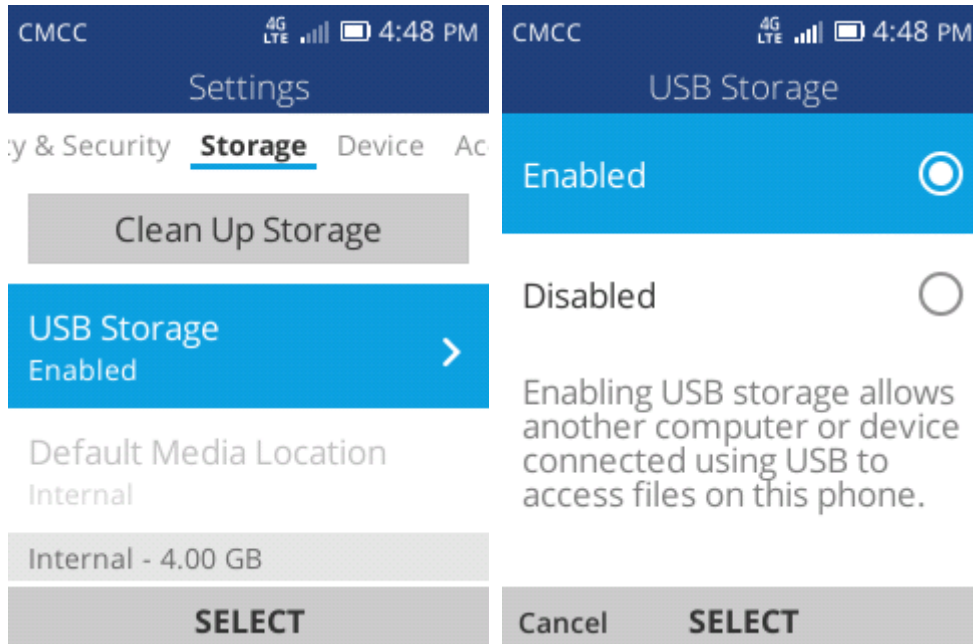 CMCC 4G LTE 4:48 PM
Settings
y & Security Storage Device Ac
Clean Up Storage
USB Storage
Enabled
Default Media Location
Internal
Internal - 4.00 GB
SELECT
CMCC 4G LTE 4:48 PM
USB Storage
Enabled
Disabled
Enabling USB storage allows
another computer or device
connected using USB to
access files on this phone.
Cancel SELECT